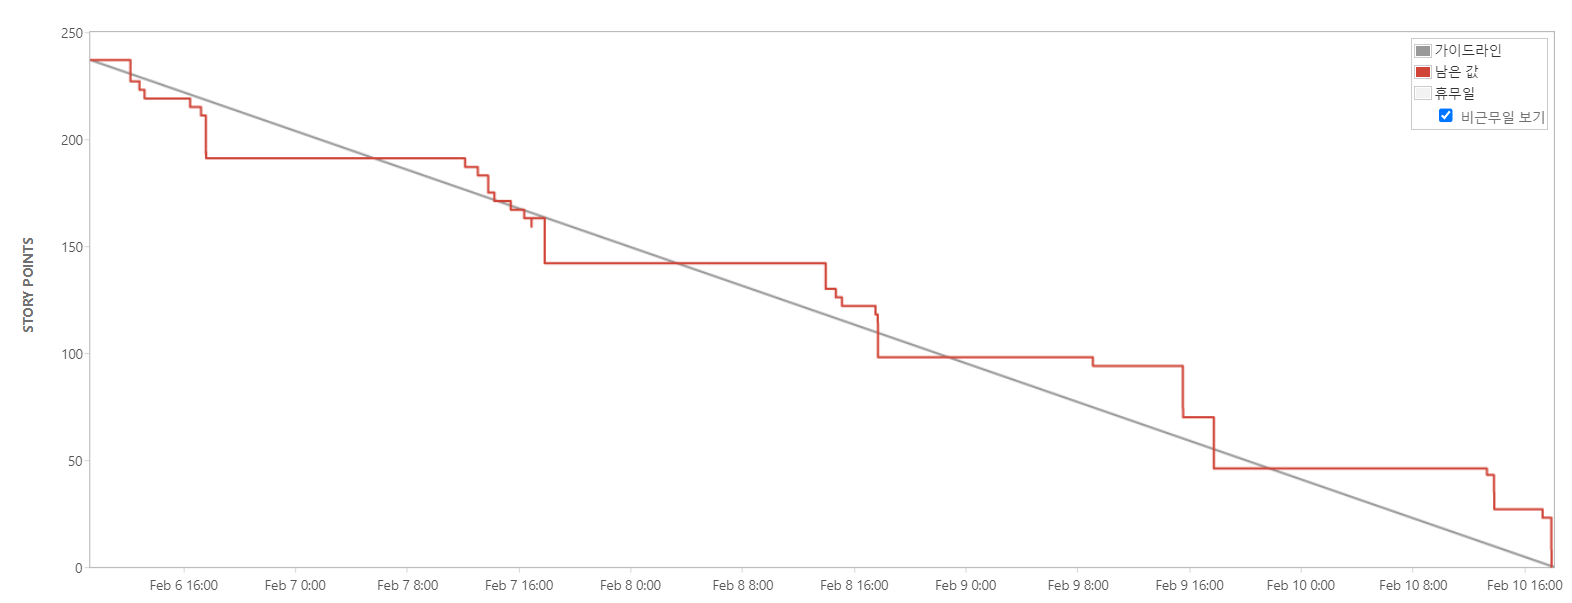 250
200
150
100
50
0
STORY POINTS
가이드라인
남은 값
휴무일
비근무일 보기
Feb 6 16:00
Feb 7 0:00
Feb 7 8:00
Feb 7 16:00
Feb 8 0:00
Feb 8 8:00
Feb 8 16:00
Feb 9 0:00
Feb 9 8:00
Feb 9 16:00
Feb 10 0:00
Feb 10 8:00
Feb 10 16:00